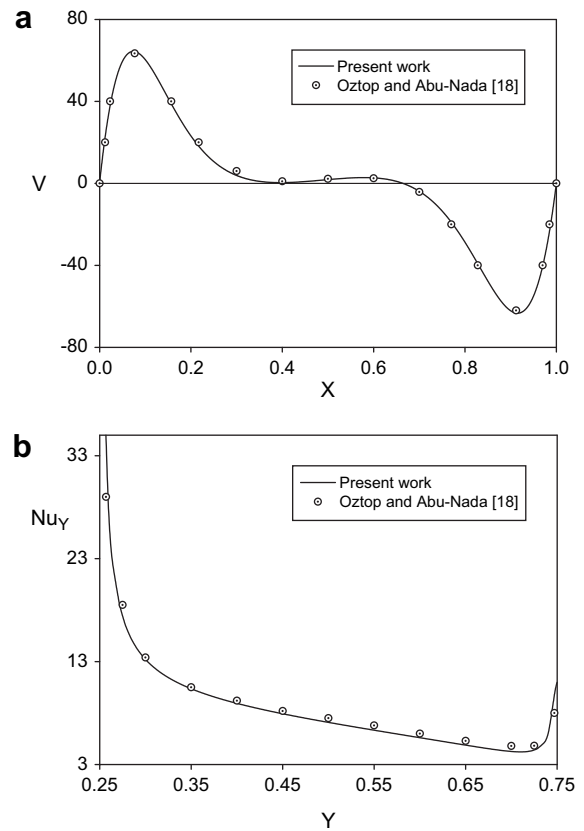 a
80
40
V
0
-40
-80
0.0 0.2 0.4 0.6 0.8 1.0
X
Present work
Oztop and Abu-Nada [18]
b
33
NuY
23
13
3
0.25 0.35 0.45 0.55 0.65 0.75
Y
Present work
Oztop and Abu-Nada [18]